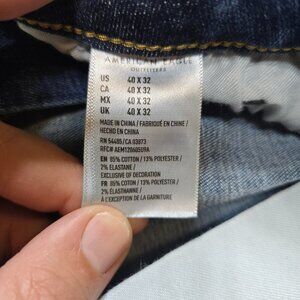 AMERICAN EAGLE
OUTFITTERS
US 40 X 32
CA 40 X 32
MX 40 X 32
UK 40 X 32
MADE IN CHINA / FABRIQUÉ EN CHINE /
HECHO EN CHINA
RN 54485/CA 03873
RFC# AEM120605U9A
EN 85% COTTON / 13% POLYESTER /
2% ELASTANE /
EXCLUSIVE OF DECORATION
FR 85% COTON / 13% POLYESTER /
2% ÉLASTHANNE /
À L'EXCEPTION DE LA GARNITURE